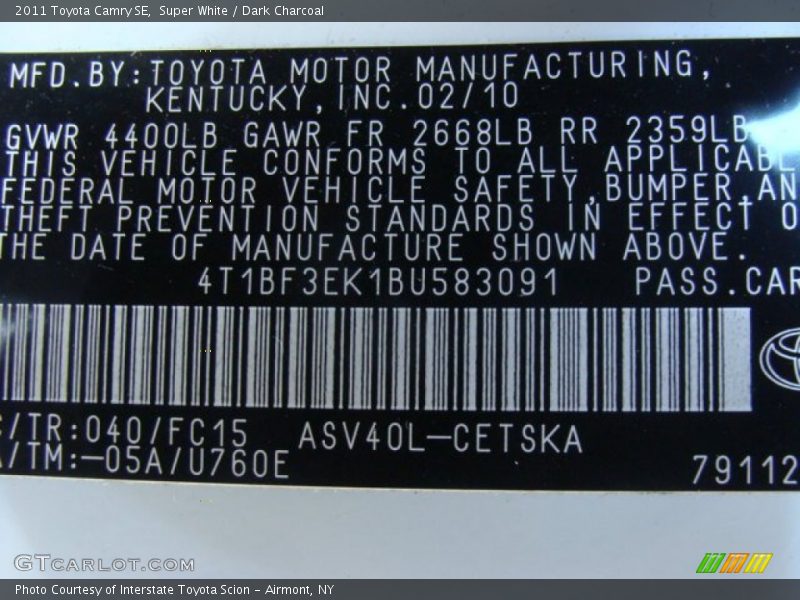 2011 Toyota Camry SE, Super White / Dark Charcoal
MFD.BY:TOYOTA MOTOR MANUFACTURING,
KENTUCKY,INC.02/10
GVWR 4400LB GAWR FR 2668LB RR 2359LB
THIS VEHICLE CONFORMS TO ALL APPLICABLE
FEDERAL MOTOR VEHICLE SAFETY,BUMPER,AN
THEFT PREVENTION STANDARDS IN EFFECT O
THE DATE OF MANUFACTURE SHOWN ABOVE.
4T1BF3EK1BU583091 PASS.CAR
/TR:040/FC15 ASV40L-CETSKA
A/TM:-05A/U760E
79112
GTCARLOT.COM
Photo Courtesy of Interstate Toyota Scion - Airmont, NY